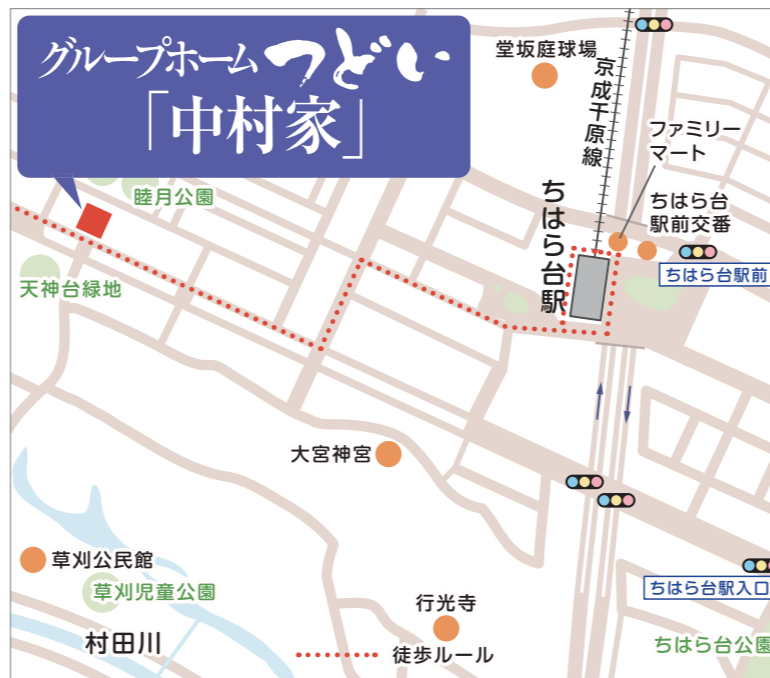 グループホームつどい
「中村家」
堂坂庭球場
京成千原線
ファミリー
マート
ちはら台
駅前交番
ちはら台駅前
ちはら台駅
睦月公園
天神台緑地
大宮神宮
草刈公民館
草刈児童公園
村田川
行光寺
徒歩ルール
ちはら台駅入口
ちはら台公園